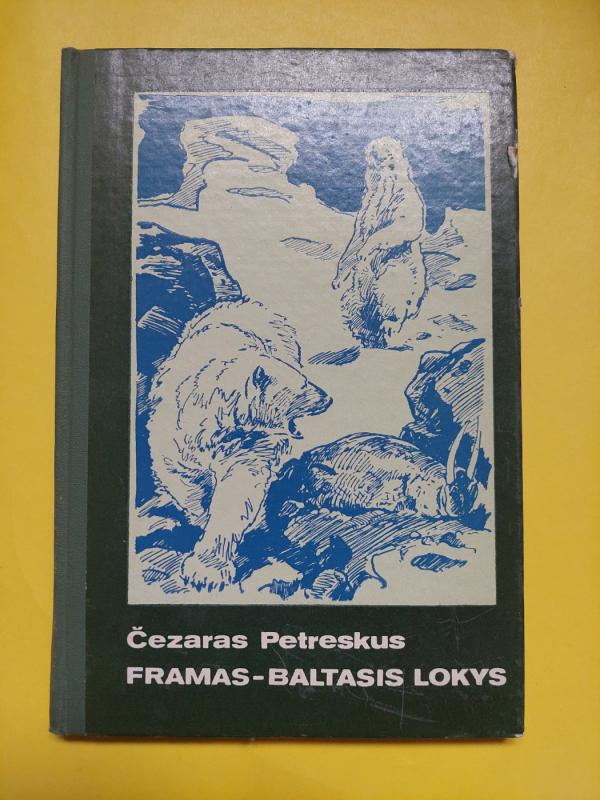 Čezaras Petreskus
FRAMAS-BALTASIS LOKYS